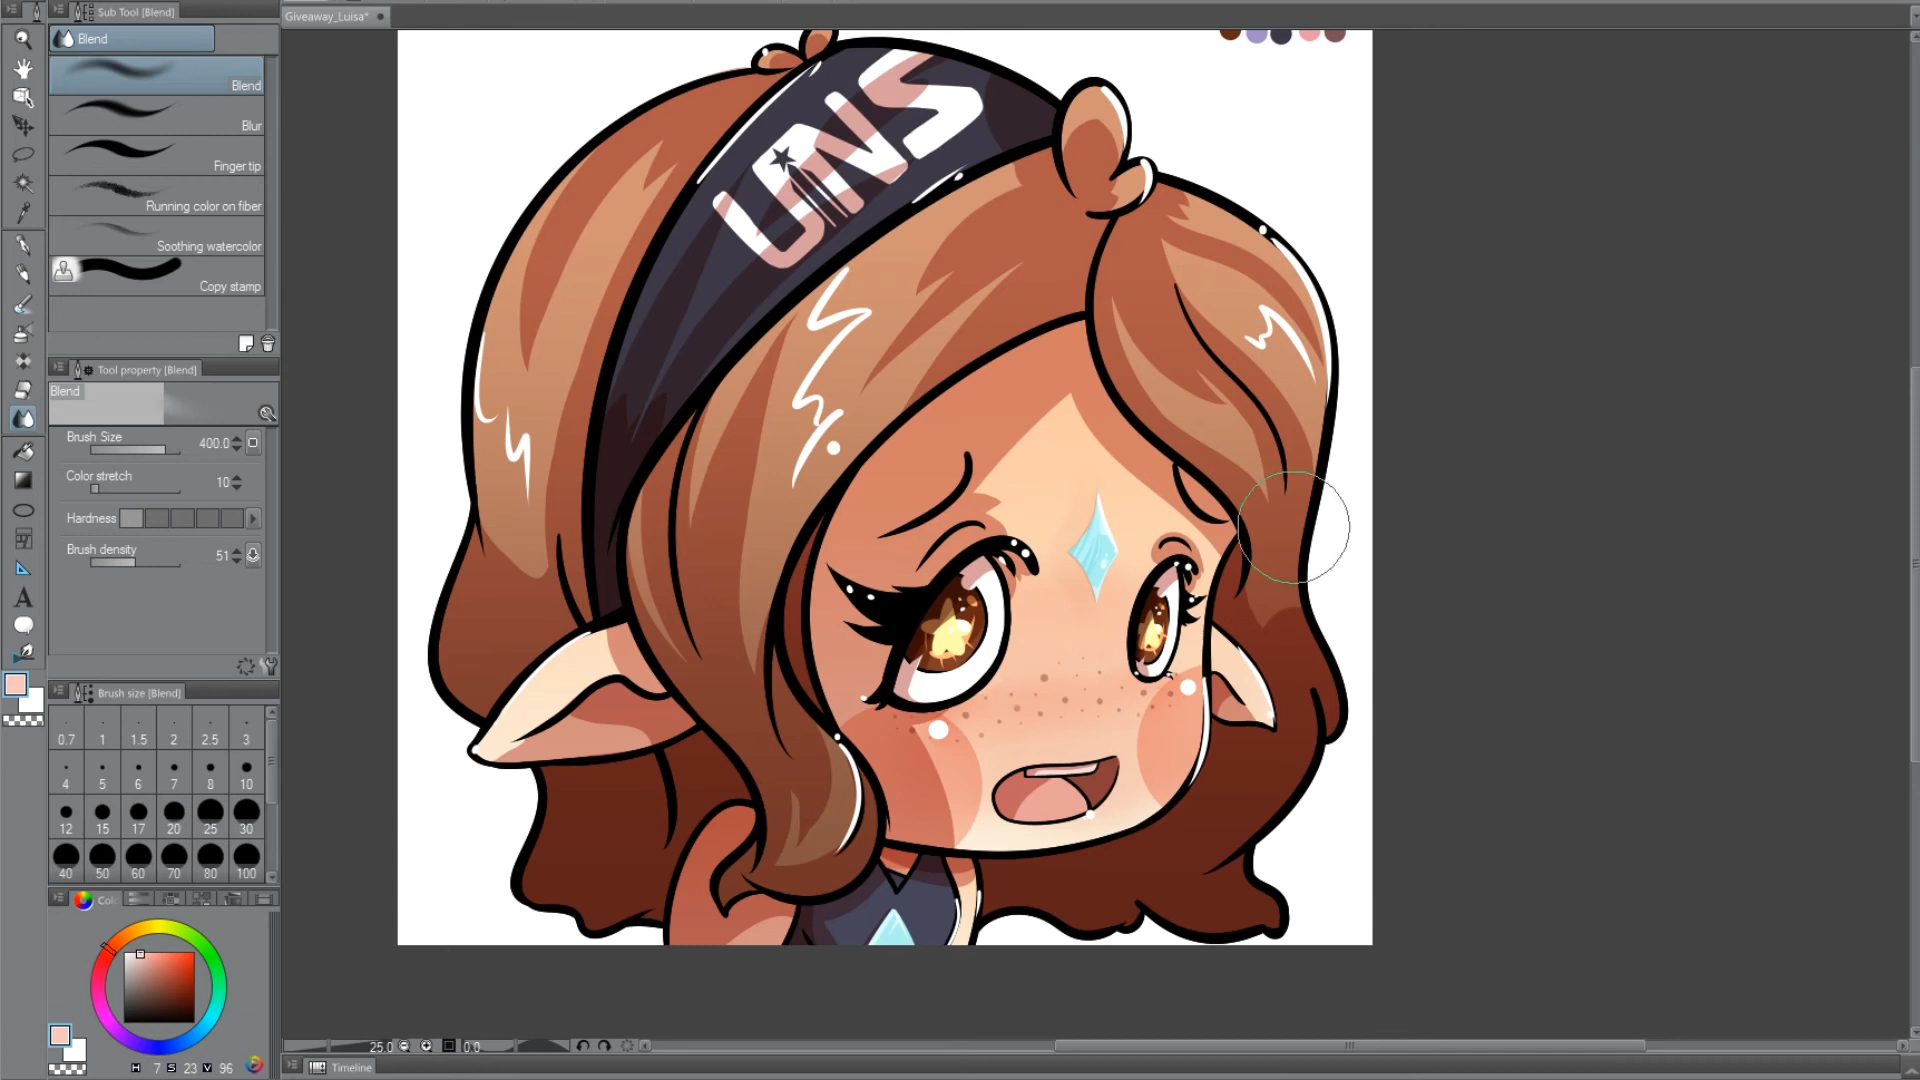 Sub Tool [Blend]
Giveaway_Luisa*
Blend
Blend
Blur
Finger tip
Running color on fiber
Soothing watercolor
Copy stamp
Tool property [Blend]
Blend
Brush Size 400.0
Color stretch 10
Hardness
Brush density 51
Brush size [Blend]
0.7 1 1.5 2 2.5 3
4 5 6 7 8 10
12 15 17 20 25 30
40 50 60 70 80 100
H 7 S 23 V 96
25.0 0.0
Timeline
A